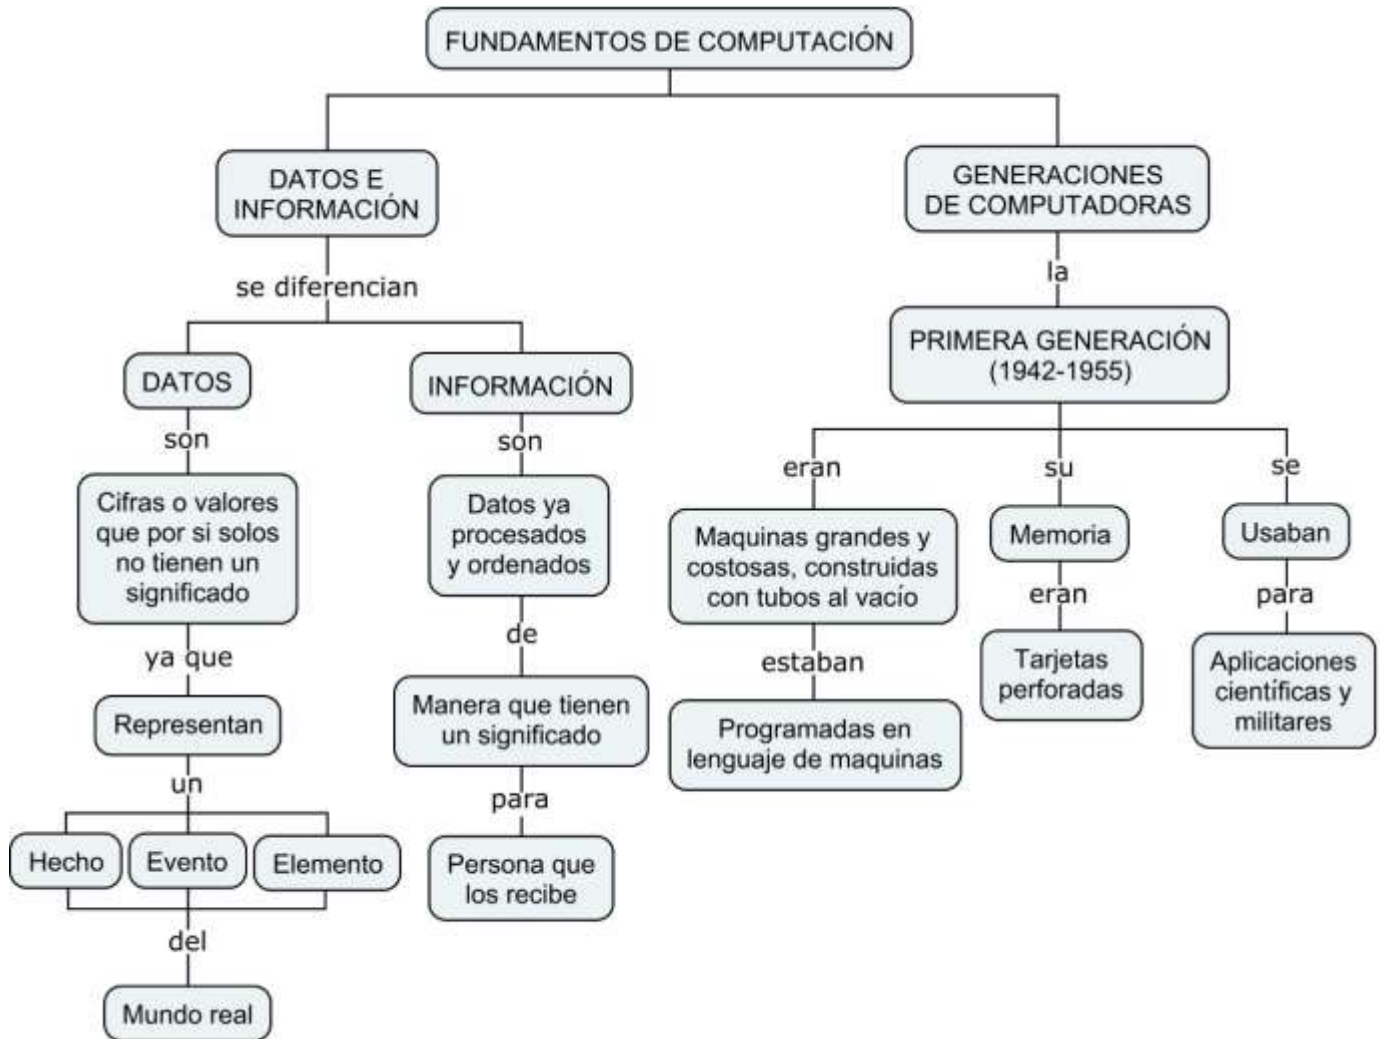 FUNDAMENTOS DE COMPUTACIÓN
DATOS E
INFORMACIÓN
se diferencian
DATOS
son
Cifras o valores
que por si solos
no tienen un
significado
ya que
Representan
un
Hecho
Evento
Elemento
del
Mundo real
INFORMACIÓN
son
Datos ya
procesados
y ordenados
de
Manera que tienen
un significado
para
Persona que
los recibe
GENERACIONES
DE COMPUTADORAS
la
PRIMERA GENERACIÓN
(1942-1955)
eran
Maquinas grandes y
costosas, construidas
con tubos al vacío
estaban
Programadas en
lenguaje de maquinas
su
Memoria
eran
Tarjetas
perforadas
se
Usaban
para
Aplicaciones
científicas y
militares